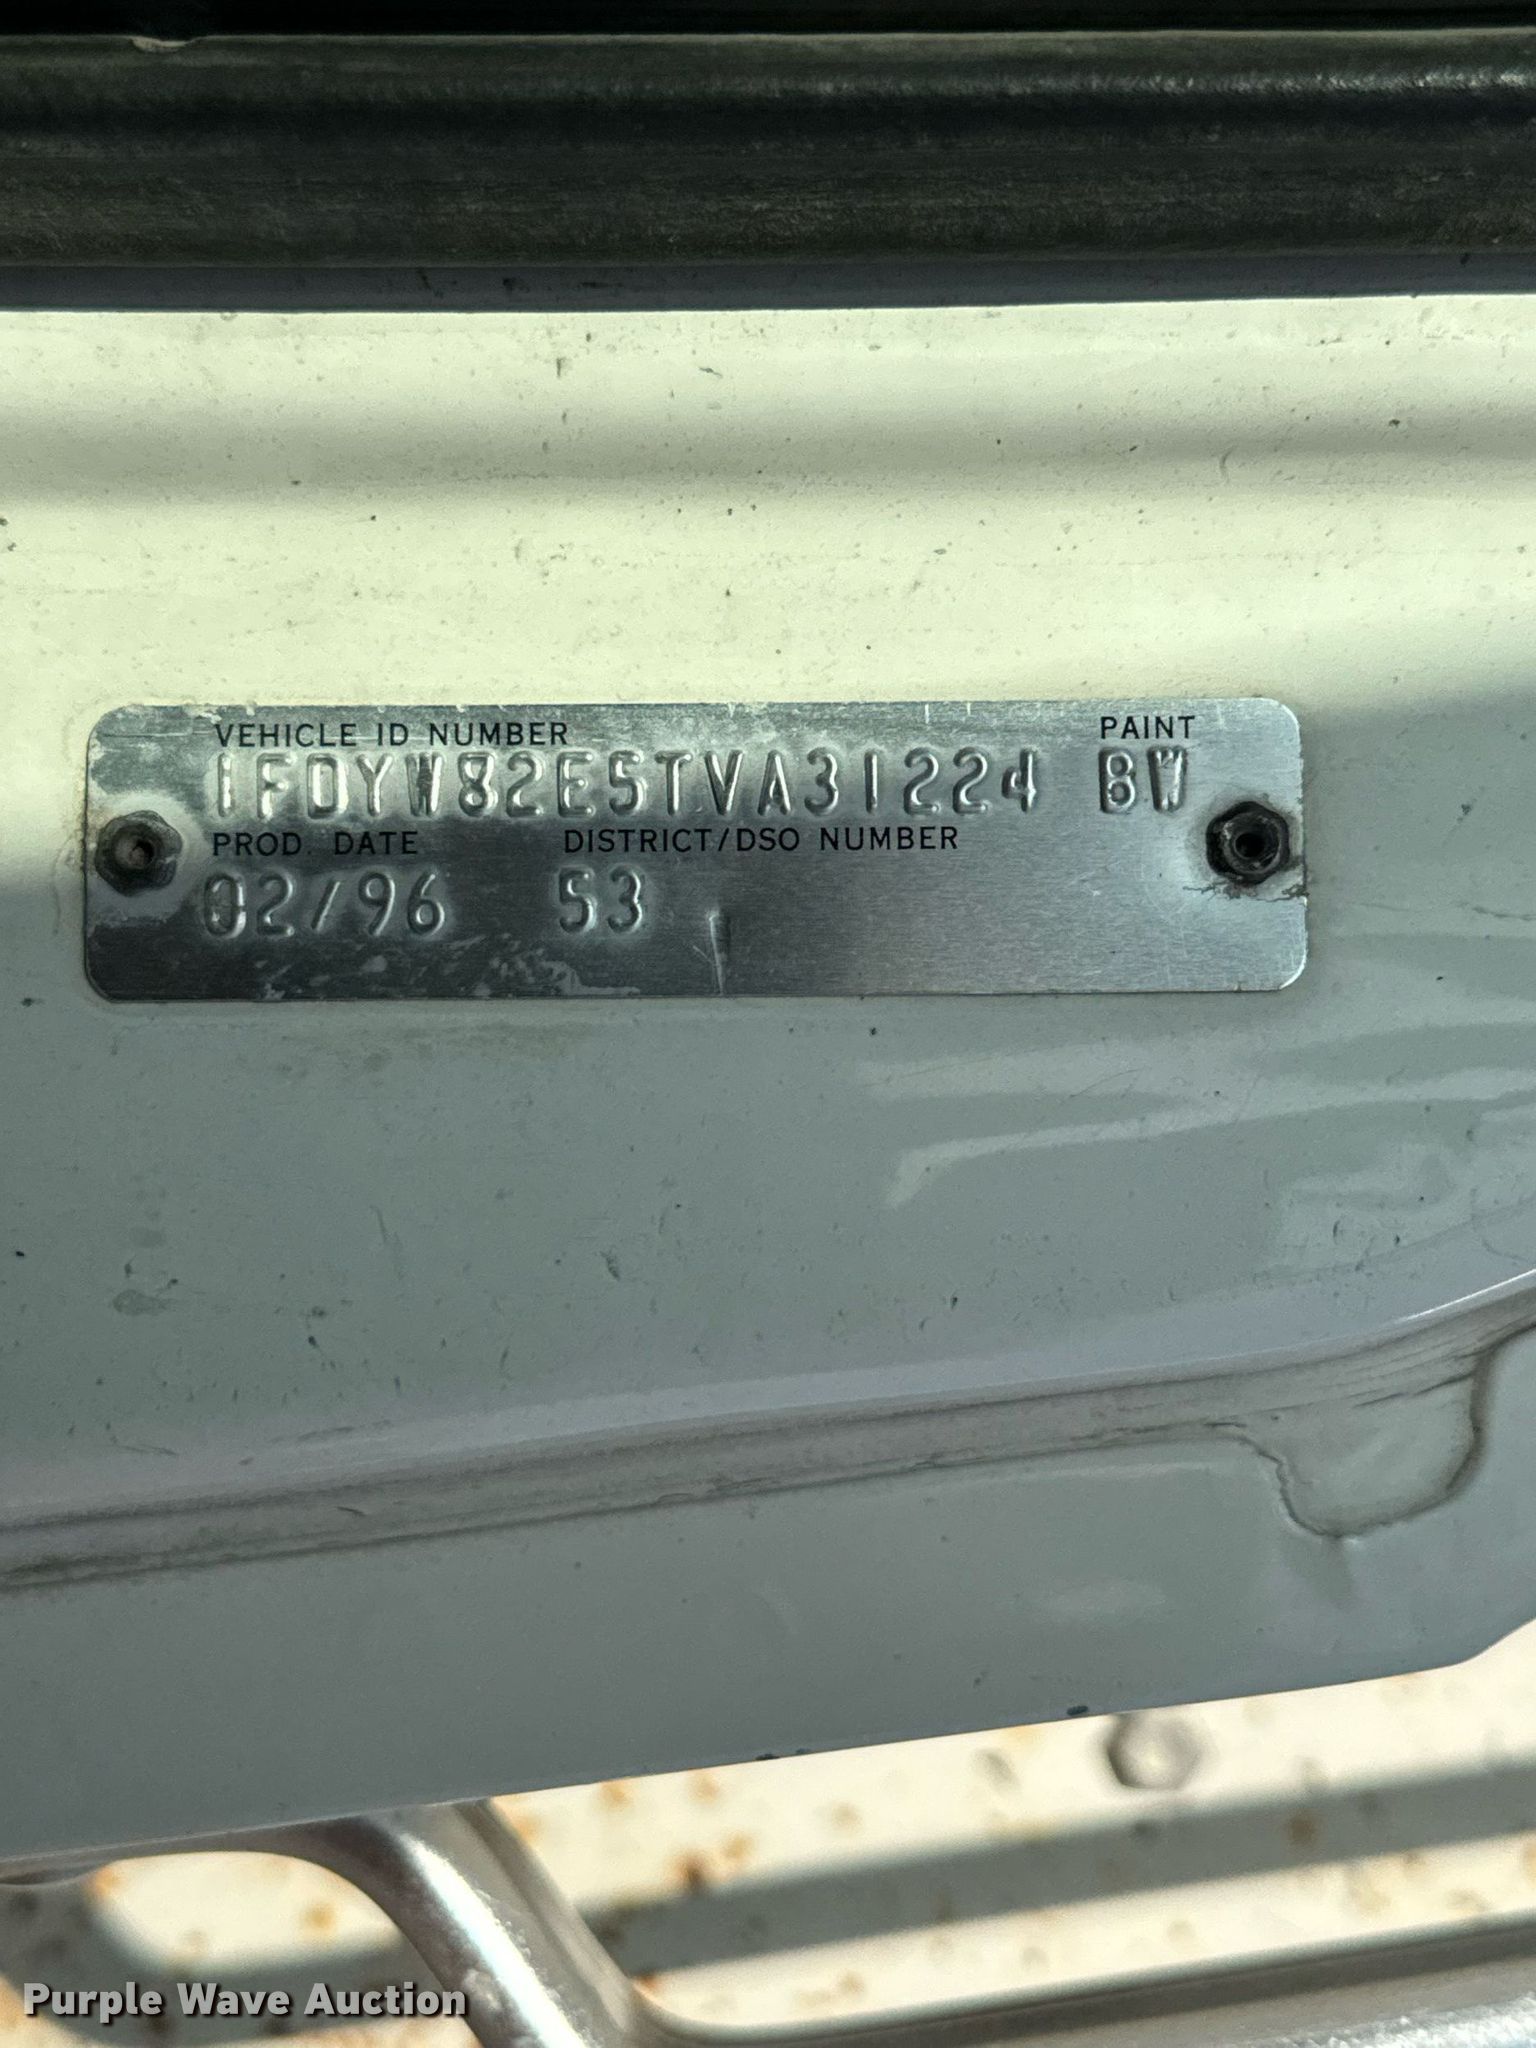 VEHICLE ID NUMBER PAINT
1FDYW82E5TVA31224 BW
PROD. DATE DISTRICT/DSO NUMBER
02/96 53
Purple Wave Auction